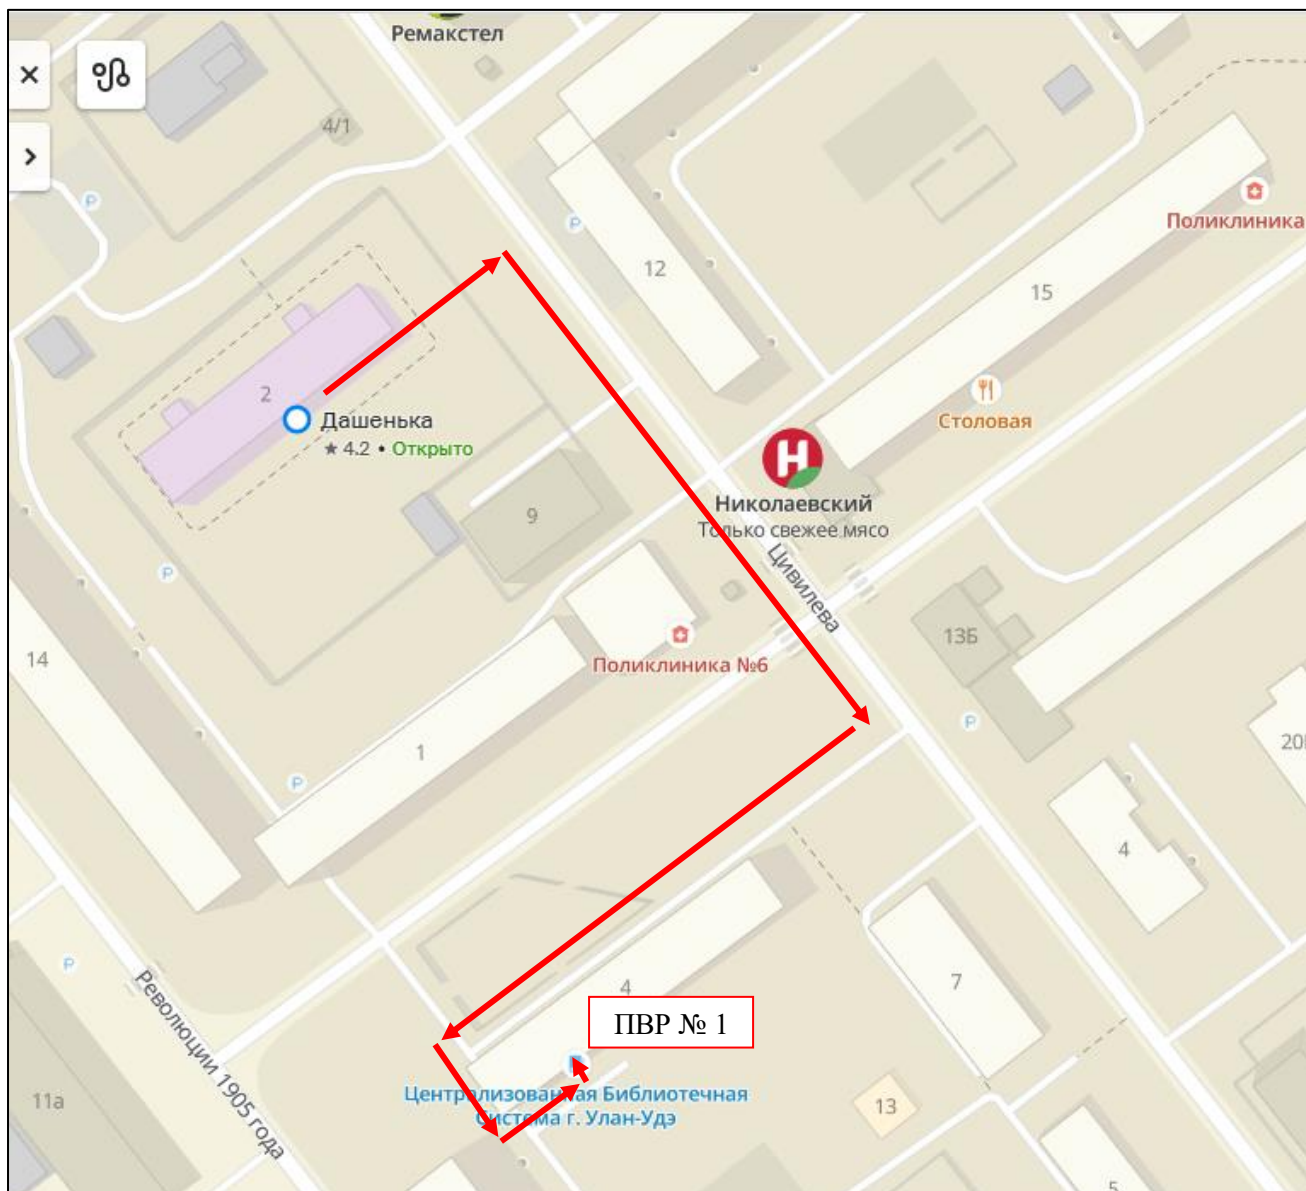 Ремакстел
4/1
Р
Р
12
15
Поликлиника
2
Дашенька
★ 4.2 • Открыто
Столовая
Н
Николаевский
Только свежее мясо
9
Р
Цивилева
13Б
Поликлиника №6
14
Р
1
Р
4
4
7
ПВР № 1
Р
Революции 1905 года
11а
Централизованная Библиотечная
Система г. Улан-Удэ
13
5